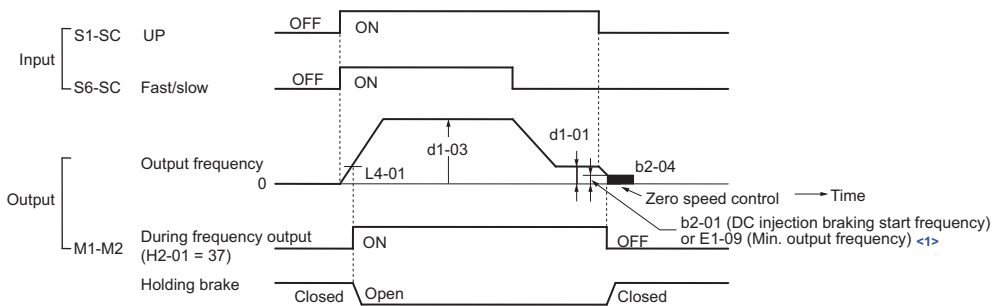 OFF
ON
S1-SC UP
Input
OFF
ON
S6-SC Fast/slow
d1-01
d1-03
b2-04
Output frequency
L4-01
0
Zero speed control
Time
Output
b2-01 (DC injection braking start frequency)
or E1-09 (Min. output frequency) <1>
M1-M2
During frequency output
(H2-01 = 37)
ON
OFF
Holding brake
Closed
Open
Closed